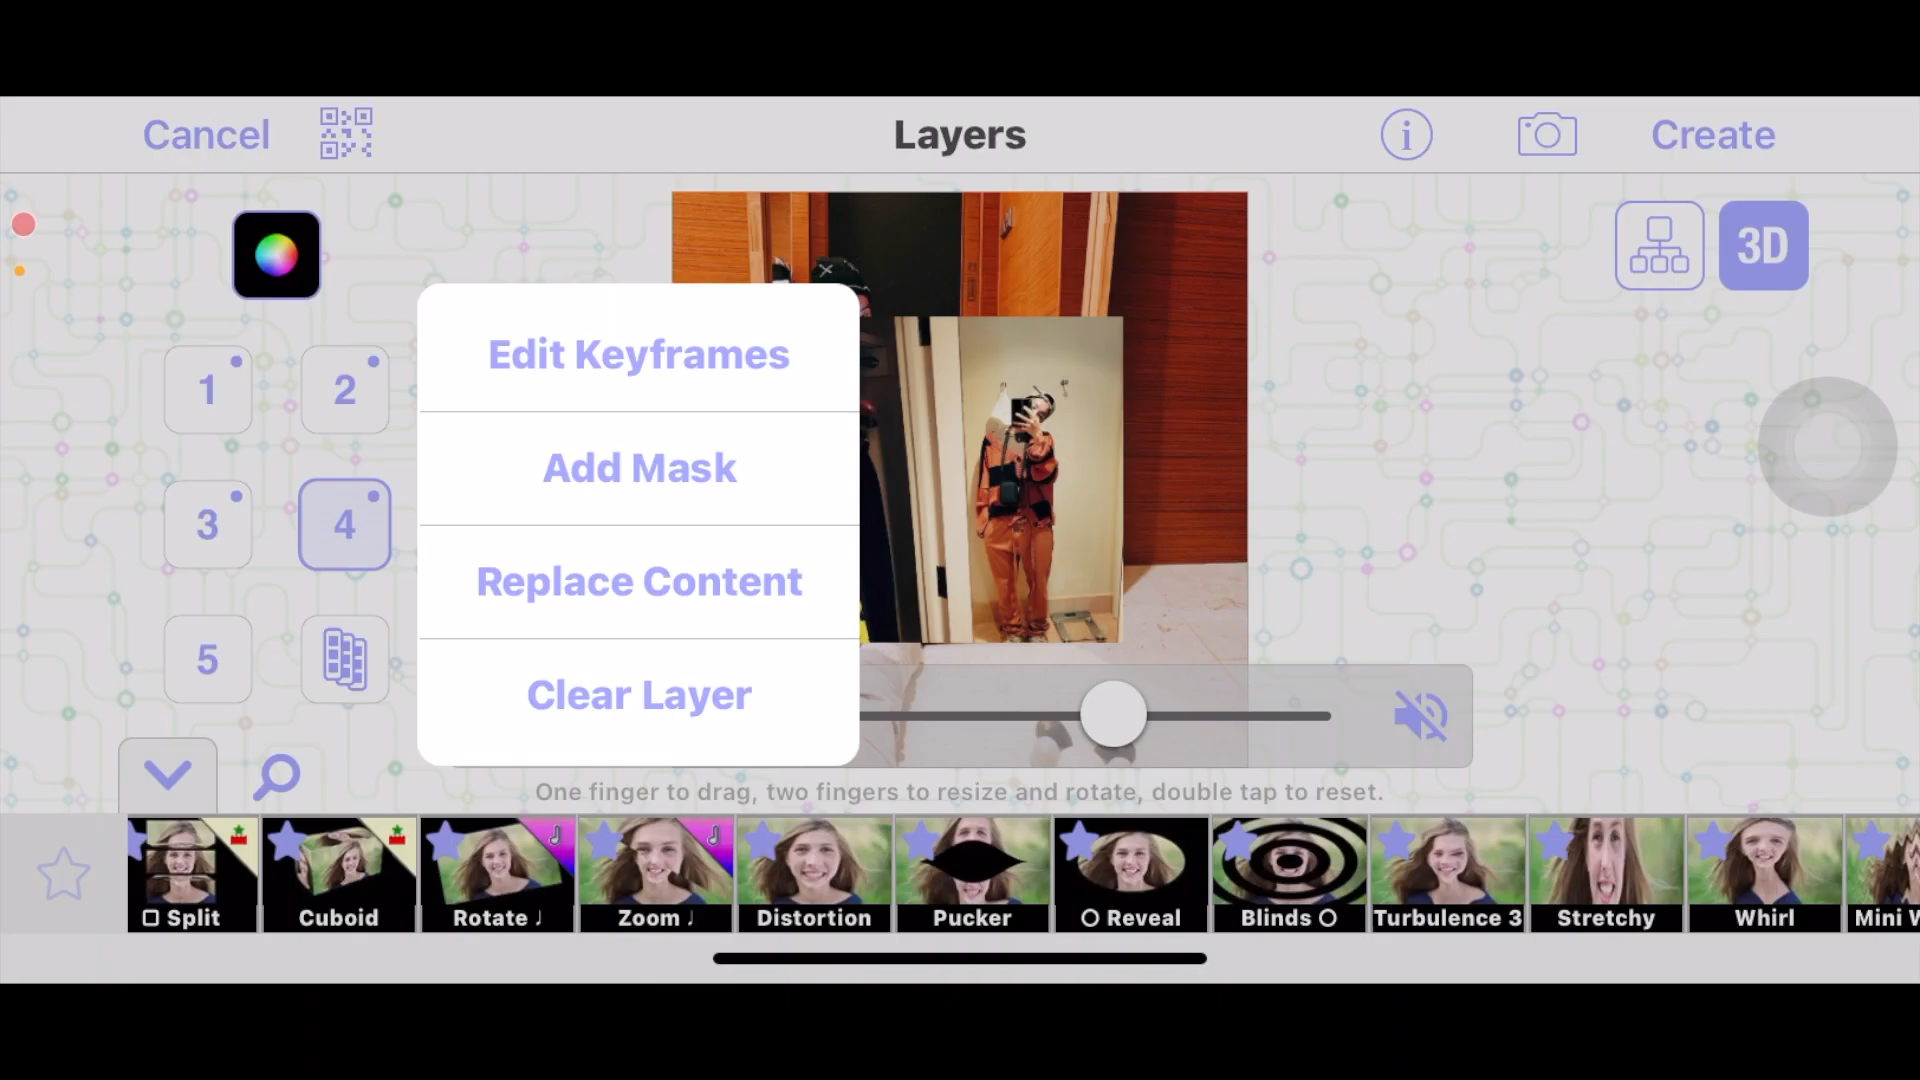 Cancel
Layers
Create
3D
1
2
3
4
5
Edit Keyframes
Add Mask
Replace Content
Clear Layer
One finger to drag, two fingers to resize and rotate, double tap to reset.
Split
Cuboid
Rotate ♩
Zoom ♩
Distortion
Pucker
Reveal
Blinds
Turbulence 3
Stretchy
Whirl
Mini